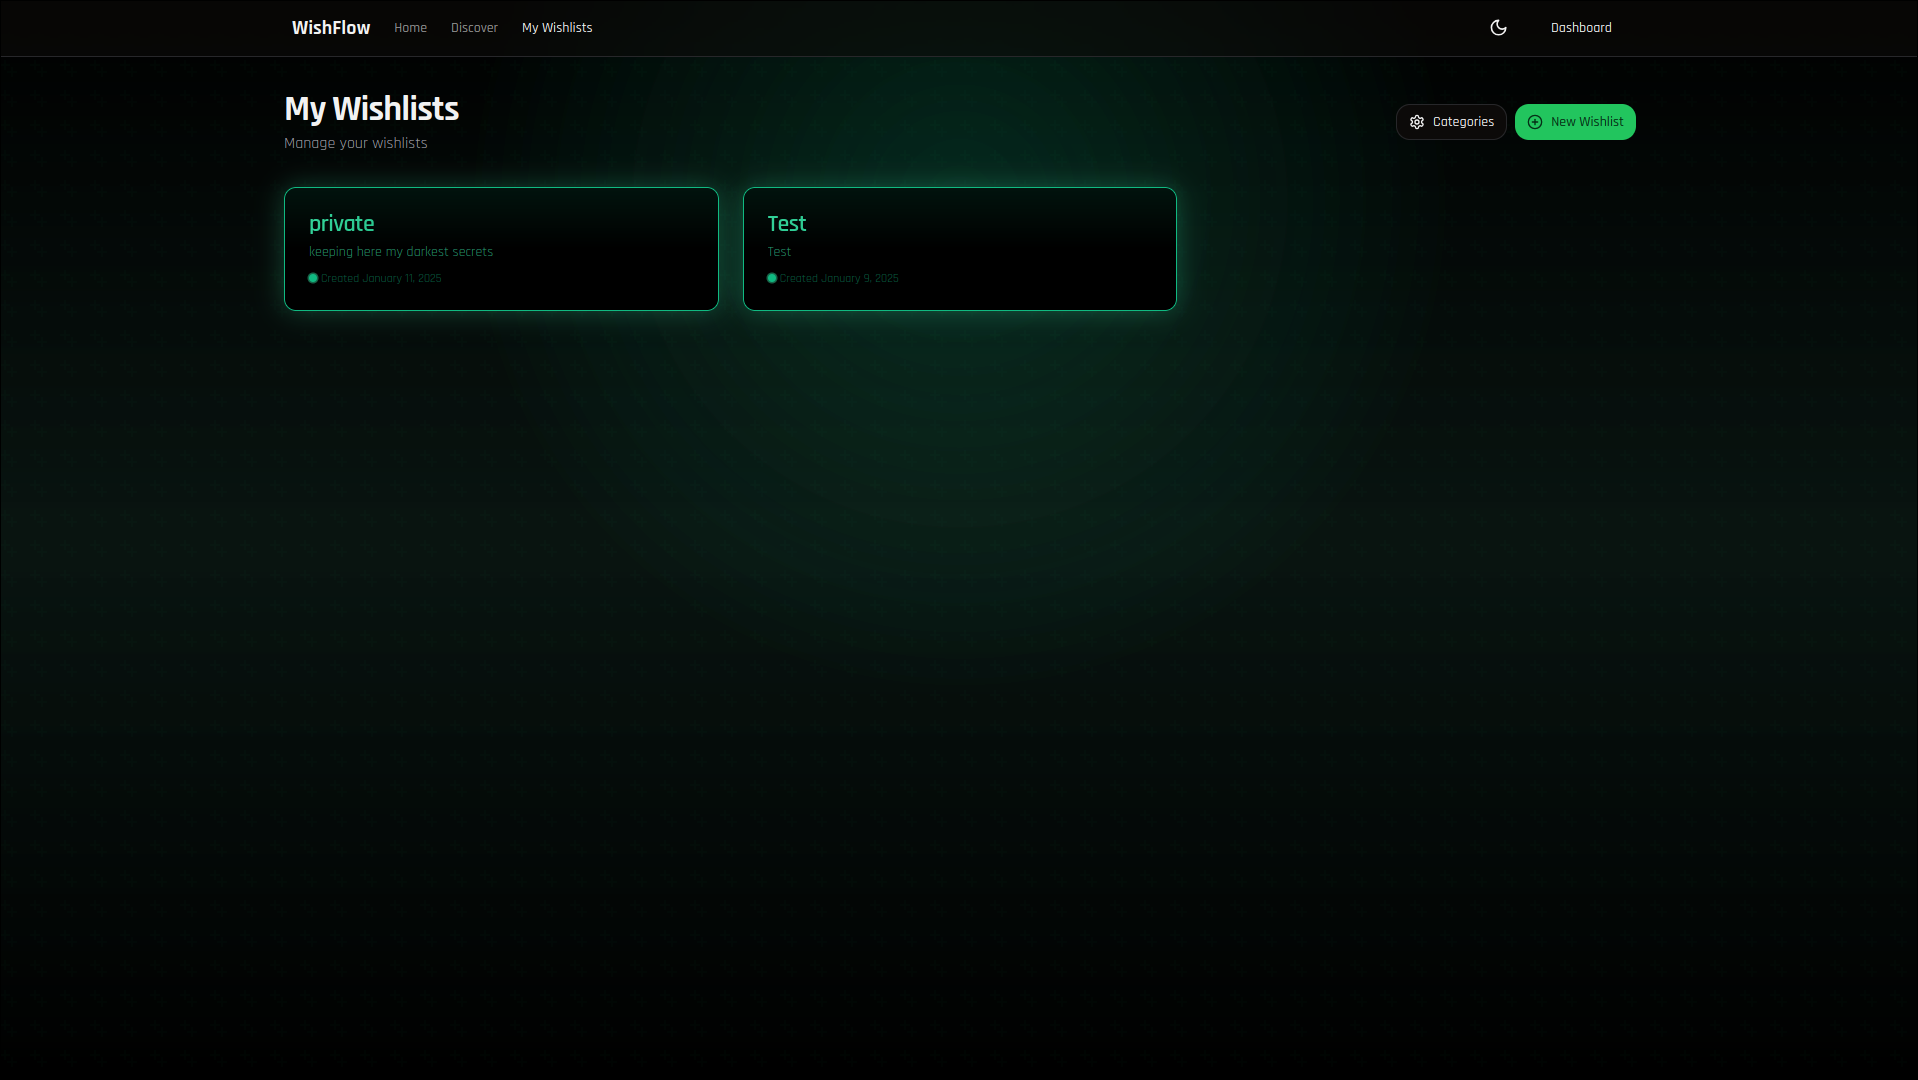 WishFlow Home Discover My Wishlists Dashboard
My Wishlists
Manage your wishlists
Categories New Wishlist
private
keeping here my darkest secrets
Created January 11, 2025
Test
Test
Created January 9, 2025